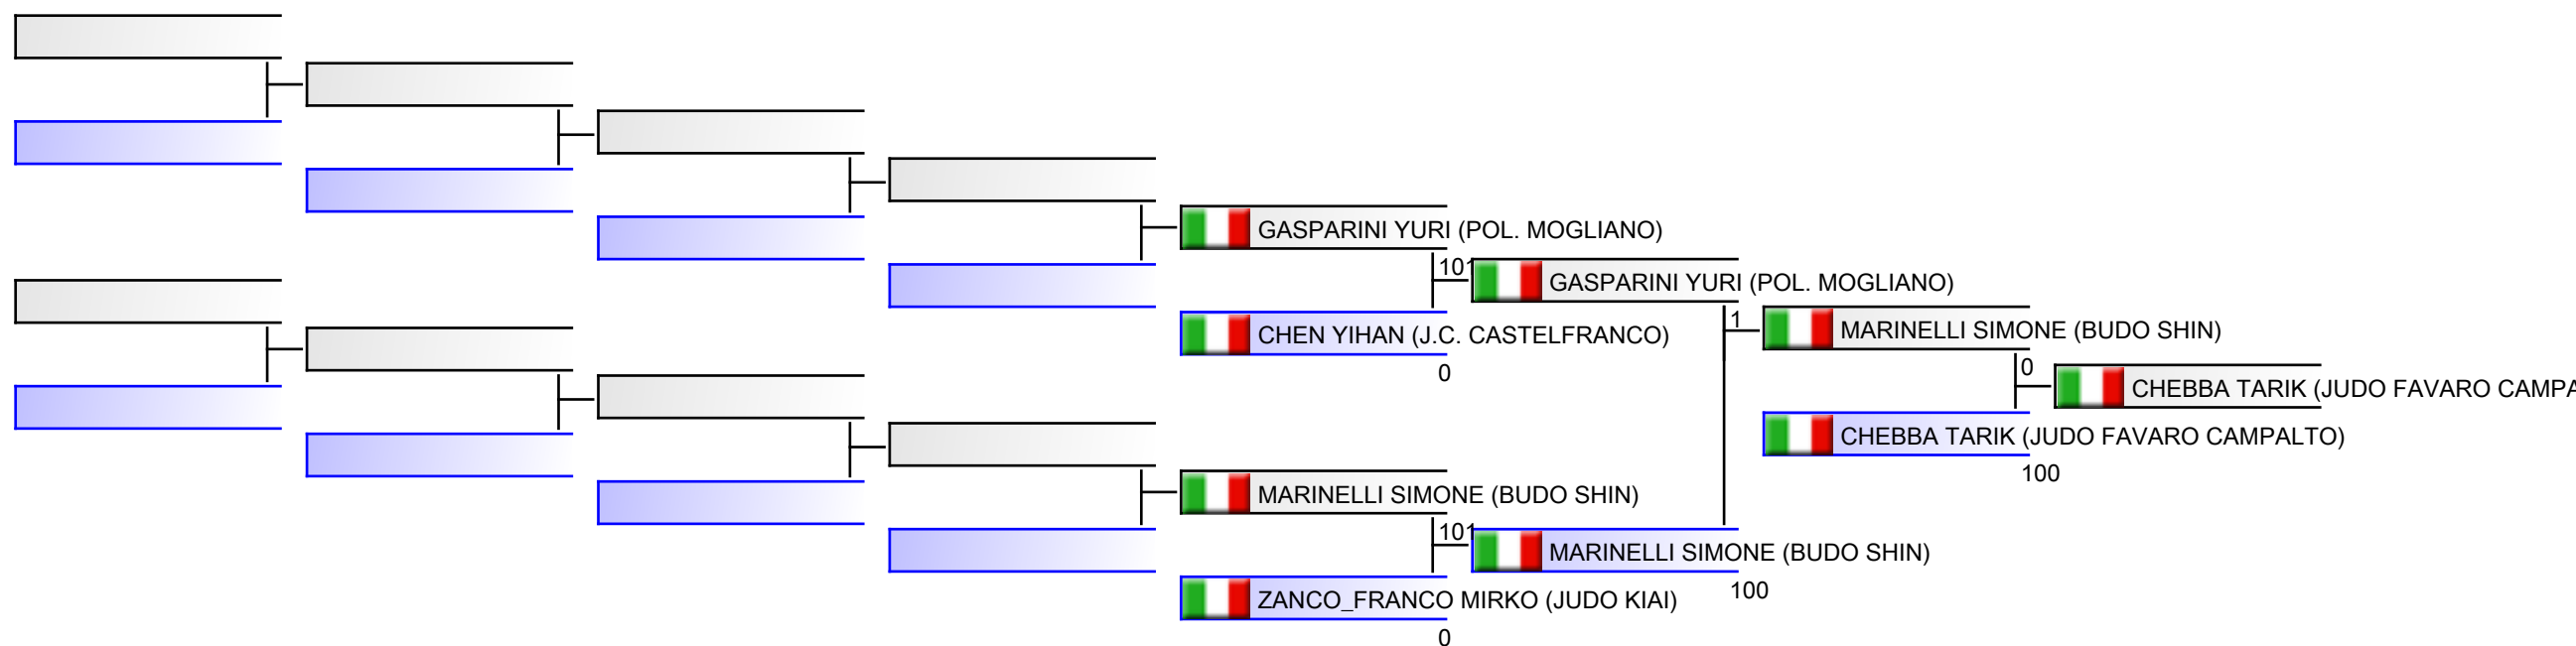 GASPARINI YURI (POL. MOGLIANO)
101
GASPARINI YURI (POL. MOGLIANO)
1
MARINELLI SIMONE (BUDO SHIN)
CHEN YIHAN (J.C. CASTELFRANCO)
0
0
CHEBBA TARIK (JUDO FAVARO CAMPA
CHEBBA TARIK (JUDO FAVARO CAMPALTO)
100
MARINELLI SIMONE (BUDO SHIN)
101
MARINELLI SIMONE (BUDO SHIN)
100
ZANCO_FRANCO MIRKO (JUDO KIAI)
0